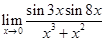 lim x→0 sin 3x sin 8x / x³ + x²